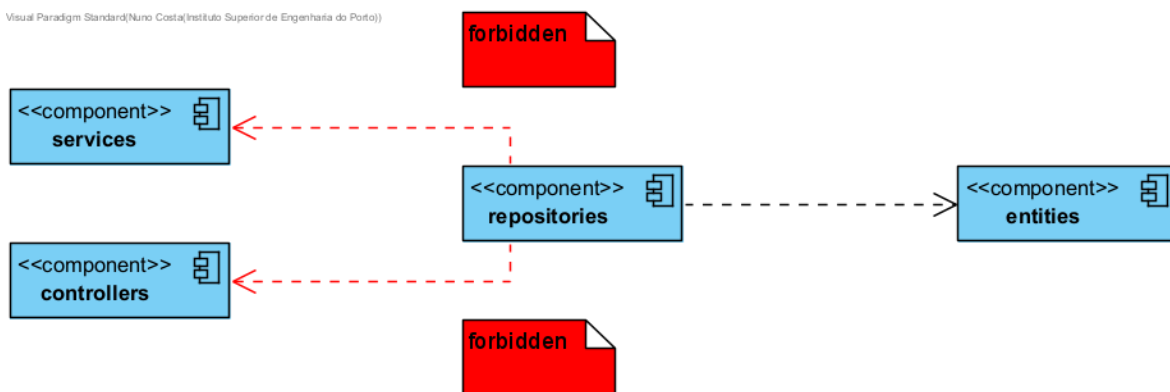 Visual Paradigm Standard(Nuno Costa(Instituto Superior de Engenharia do Porto))
forbidden
<<component>>
services
<<component>>
repositories
<<component>>
entities
<<component>>
controllers
forbidden